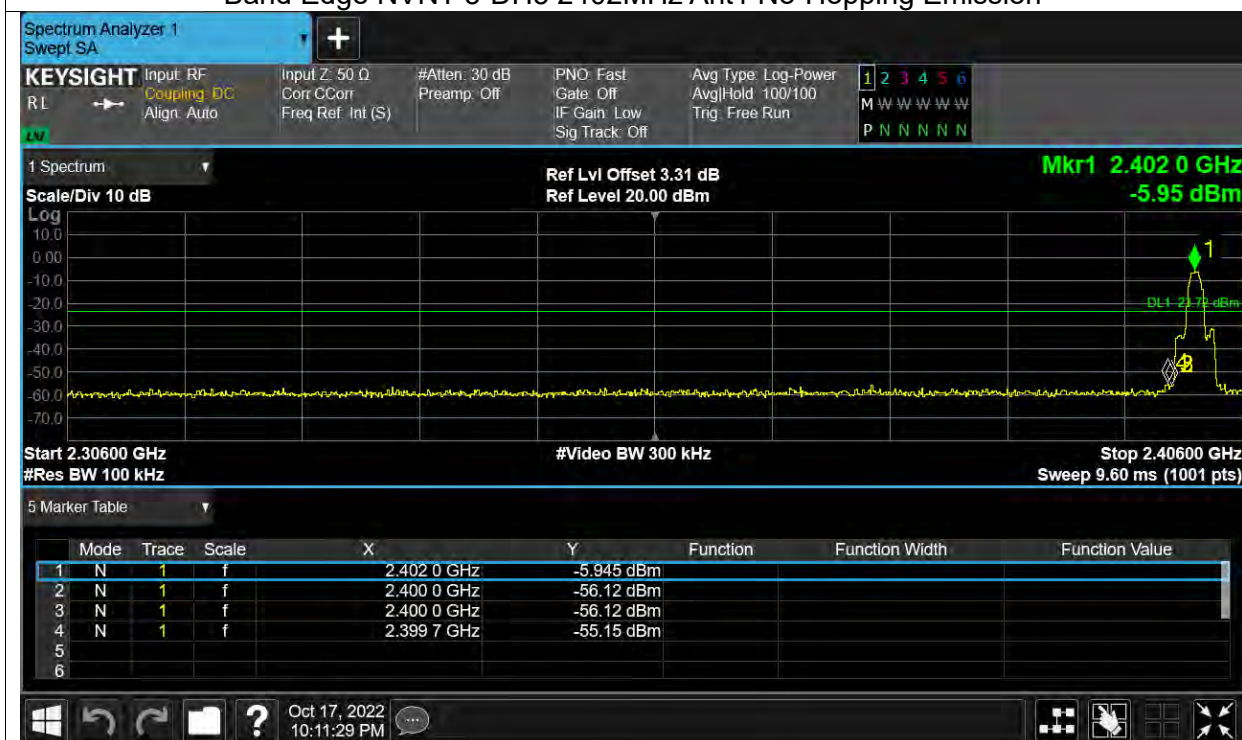 Band Edge NVNT 3-DH5 2402MHz Ant1 No-Hopping Emission
Spectrum Analyzer 1
Swept SA
+
KEYSIGHT Input: RF Input Z: 50 Ω #Atten: 30 dB PNO: Fast Avg Type: Log-Power 1 2 3 4 5 6
RL Coupling: DC Corr CCorr Preamp: Off Gate: Off Avg|Hold: 100/100 M W W W W W
Align: Auto Freq Ref: Int (S) IF Gain: Low Trig: Free Run
Sig Track: Off P N N N N N
1 Spectrum Ref Lvl Offset 3.31 dB Mkr1 2.402 0 GHz
Scale/Div 10 dB Ref Level 20.00 dBm -5.95 dBm
Log
10.0
0.00 1
-10.0
-20.0 DL1 -23.72 dBm
-30.0
-40.0
-50.0
-60.0
-70.0
Start 2.30600 GHz #Video BW 300 kHz Stop 2.40600 GHz
#Res BW 100 kHz Sweep 9.60 ms (1001 pts)
5 Marker Table
Mode Trace Scale X Y Function Function Width Function Value
1 N 1 f 2.402 0 GHz -5.945 dBm
2 N 1 f 2.400 0 GHz -56.12 dBm
3 N 1 f 2.400 0 GHz -56.12 dBm
4 N 1 f 2.399 7 GHz -55.15 dBm
5
6
? Oct 17, 2022
10:11:29 PM